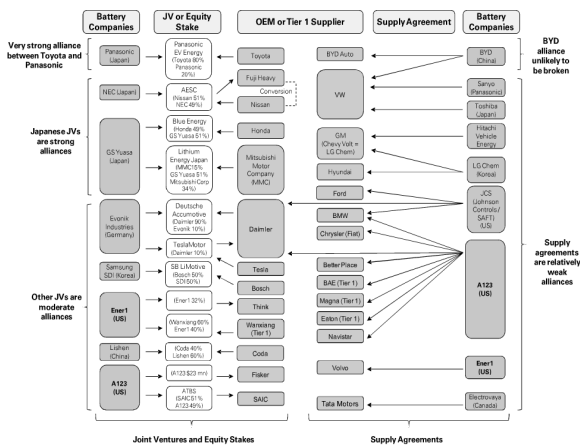 Battery
Companies
JV or Equity
Stake
OEM or Tier 1 Supplier
Supply Agreement
Battery
Companies
Very strong alliance
between Toyota and
Panasonic
Japanese JVs
are strong
alliances
Other JVs are
moderate
alliances
Panasonic
(Japan)
NEC (Japan)
GS Yuasa
(Japan)
Evonik
Industries
(Germany)
Samsung
SDI (Korea)
Ener1
(US)
Lishen
(China)
A123
(US)
Panasonic
EV Energy
(Toyota 80%
Panasonic
20%)
AESC
(Nissan 51%
NEC 49%)
Blue Energy
(Honda 49%
GS Yuasa 51%)
Lithium
Energy Japan
(MMC15%
GS Yuasa 51%
Mitsubishi Corp
34%)
Deutsche
Accumotive
(Daimler 90%
Evonik 10%)
TeslaMotor
(Daimler 10%)
SB LiMotive
(Bosch 50%
SDI 50%)
(Ener1 32%)
(Wanxiang 60%
Ener1 40%)
(Coda 40%
Lishen 60%)
(A123 $23 mn)
ATBS
(SAIC 51%
A123 49%)
Toyota
Fuji Heavy
Conversion
Nissan
Honda
Mitsubishi
Motor
Company
(MMC)
Daimler
Tesla
Bosch
Think
Wanxiang
(Tier 1)
Coda
Fisker
SAIC
BYD Auto
VW
GM
(Chevy Volt =
LG Chem)
Hyundai
Ford
BMW
Chrysler (Fiat)
BetterPlace
BAE (Tier 1)
Magna (Tier 1)
Eaton (Tier 1)
Navistar
Volvo
Tata Motors
BYD
(China)
Sanyo
(Panasonic)
Toshiba
(Japan)
Hitachi
Vehicle
Energy
LG Chem
(Korea)
JCS
(Johnson
Controls /
SAFT)
(US)
A123
(US)
Ener1
(US)
Electrovaya
(Canada)
BYD
alliance
unlikely to
be broken
Supply
agreements
are relatively
weak
alliances
Joint Ventures and Equity Stakes
Supply Agreements